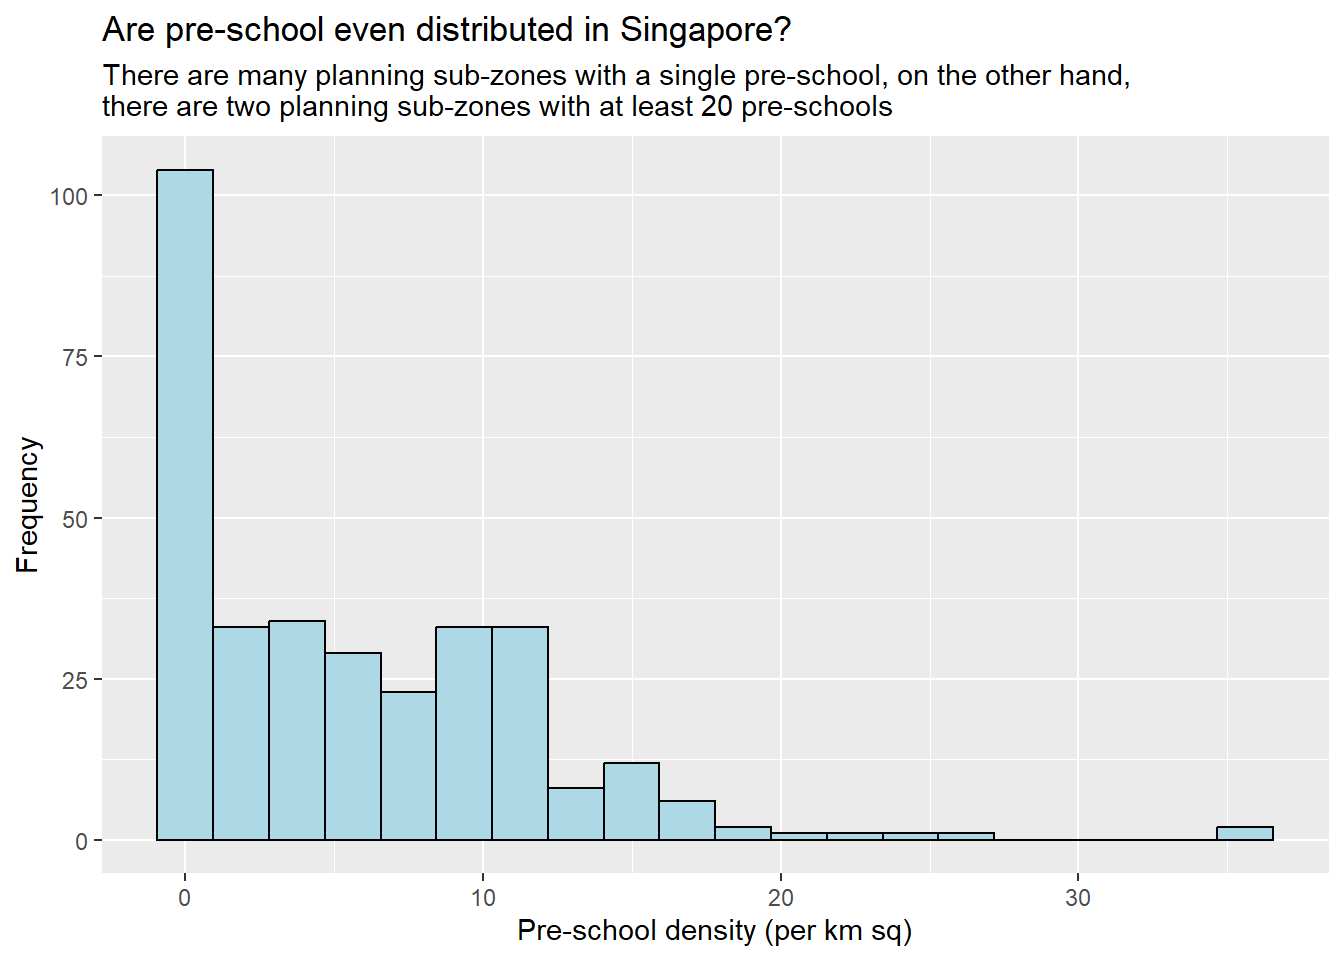 Are pre-school even distributed in Singapore?
There are many planning sub-zones with a single pre-school, on the other hand,
there are two planning sub-zones with at least 20 pre-schools
100
75
50
25
0
Frequency
0 10 20 30
Pre-school density (per km sq)